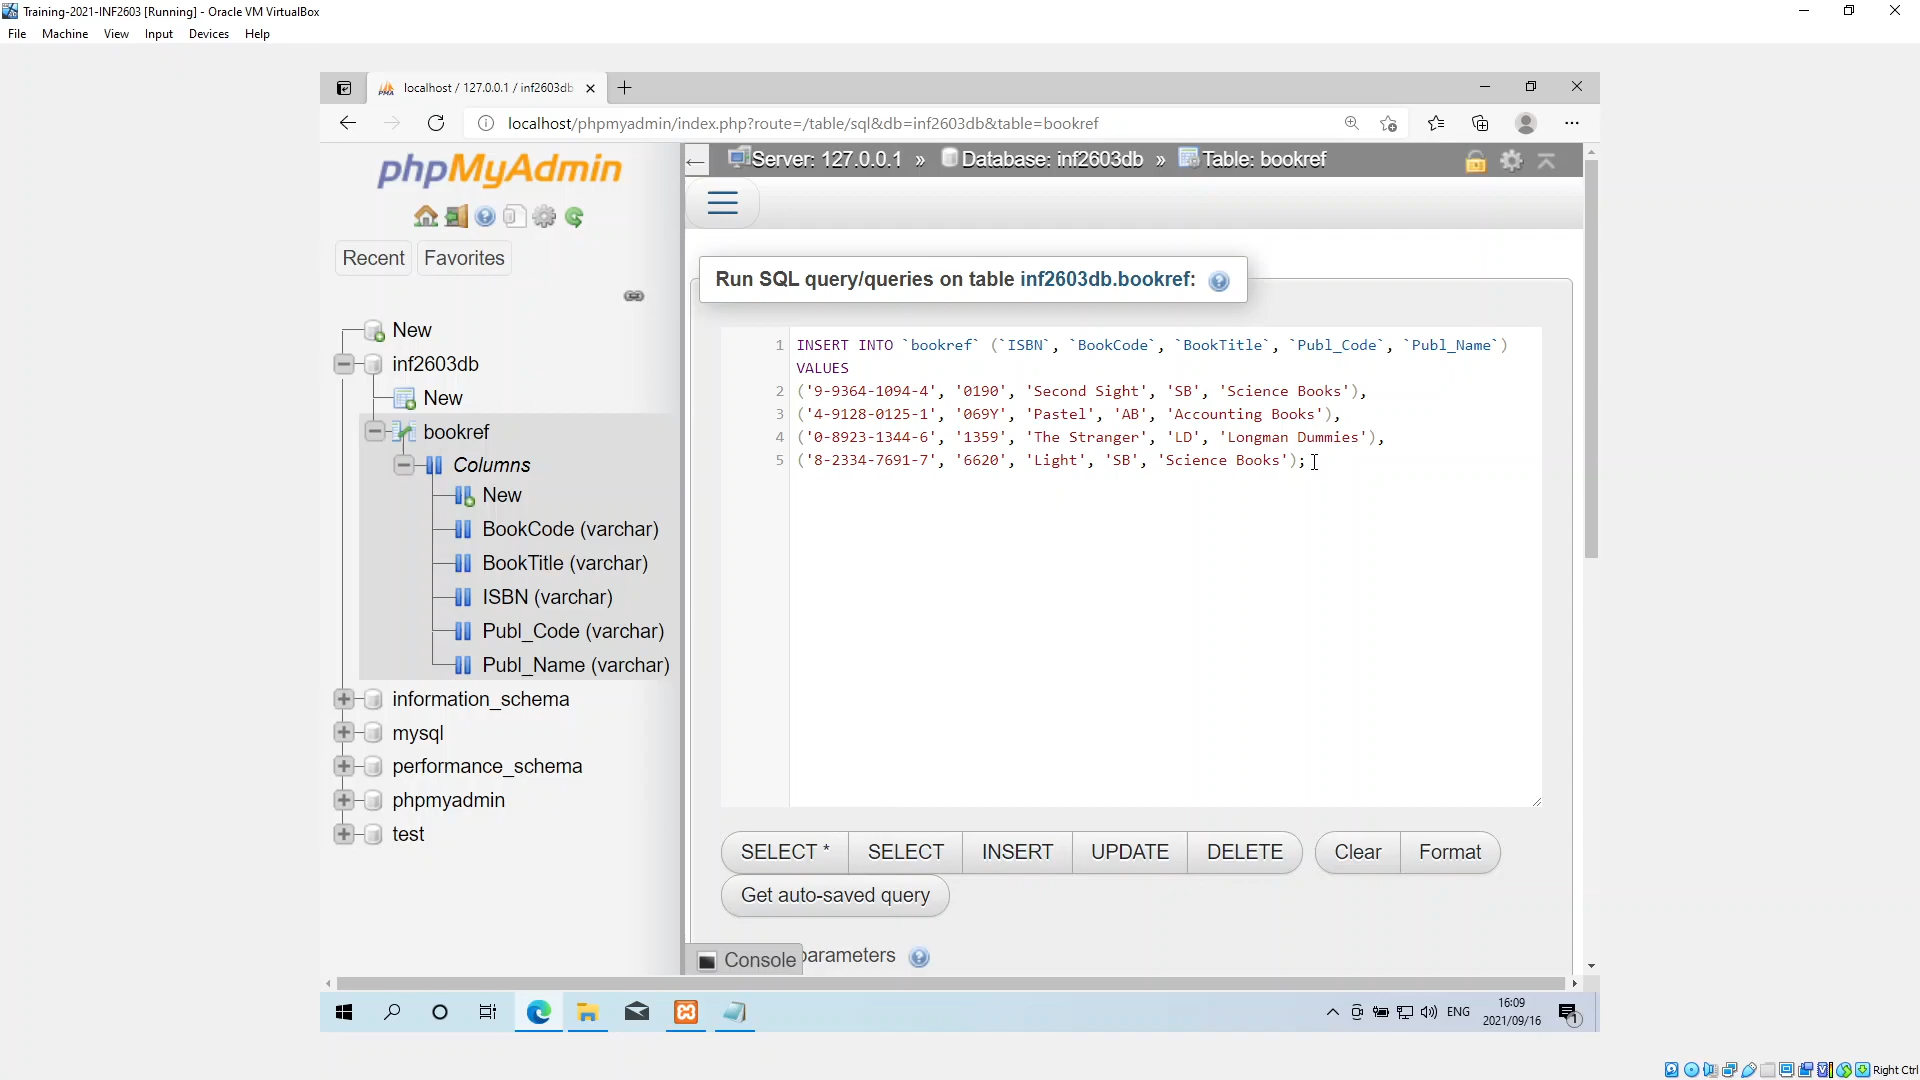 Training-2021-INF2603 [Running] - Oracle VM VirtualBox
File Machine View Input Devices Help
localhost / 127.0.0.1 / inf2603db
localhost/phpmyadmin/index.php?route=/table/sql&db=inf2603db&table=bookref
phpMyAdmin
Recent Favorites
New
inf2603db
New
bookref
Columns
New
BookCode (varchar)
BookTitle (varchar)
ISBN (varchar)
Publ_Code (varchar)
Publ_Name (varchar)
information_schema
mysql
performance_schema
phpmyadmin
test
Server: 127.0.0.1 » Database: inf2603db » Table: bookref
Run SQL query/queries on table inf2603db.bookref:
1 INSERT INTO `bookref` (`ISBN`, `BookCode`, `BookTitle`, `Publ_Code`, `Publ_Name`)
VALUES
2 ('9-9364-1094-4', '0190', 'Second Sight', 'SB', 'Science Books'),
3 ('4-9128-0125-1', '069Y', 'Pastel', 'AB', 'Accounting Books'),
4 ('0-8923-1344-6', '1359', 'The Stranger', 'LD', 'Longman Dummies'),
5 ('8-2334-7691-7', '6620', 'Light', 'SB', 'Science Books');
SELECT * SELECT INSERT UPDATE DELETE Clear Format
Get auto-saved query
Console parameters
ENG
16:09
2021/09/16
1
Right Ctrl